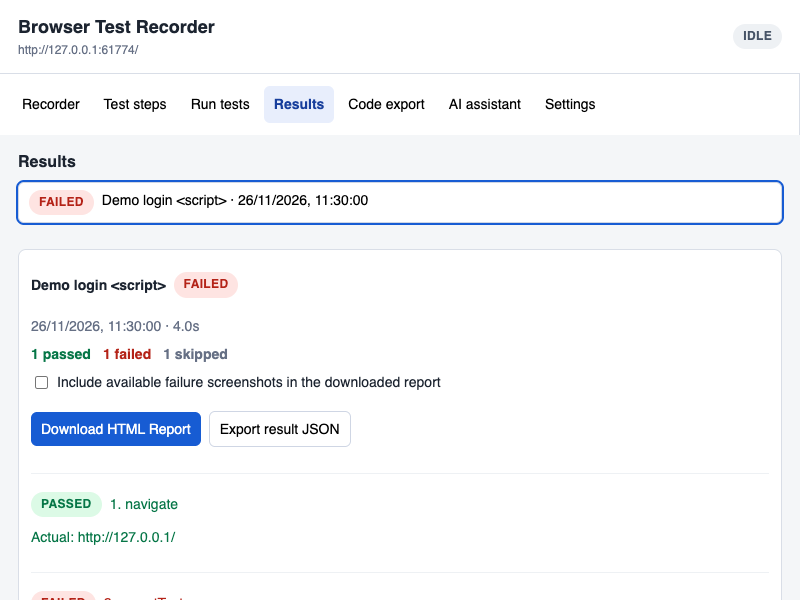 Browser Test Recorder
http://127.0.0.1:61774/
IDLE
Recorder Test steps Run tests Results Code export AI assistant Settings
Results
FAILED Demo login <script> · 26/11/2026, 11:30:00
Demo login <script> FAILED
26/11/2026, 11:30:00 · 4.0s
1 passed 1 failed 1 skipped
Include available failure screenshots in the downloaded report
Download HTML Report Export result JSON
PASSED 1. navigate
Actual: http://127.0.0.1/
FAILED